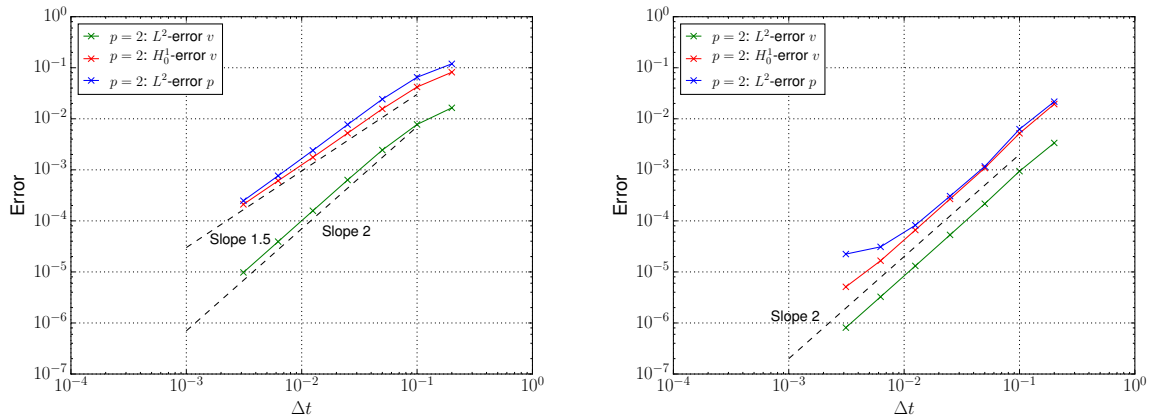 10^0
10^{-1}
10^{-2}
10^{-3}
10^{-4}
10^{-5}
10^{-6}
10^{-7}
Error
p = 2: L^2-error v
p = 2: H_0^1-error v
p = 2: L^2-error p
Slope 1.5
Slope 2
10^{-4} 10^{-3} 10^{-2} 10^{-1} 10^0
Δt
10^0
10^{-1}
10^{-2}
10^{-3}
10^{-4}
10^{-5}
10^{-6}
10^{-7}
Error
p = 2: L^2-error v
p = 2: H_0^1-error v
p = 2: L^2-error p
Slope 2
10^{-4} 10^{-3} 10^{-2} 10^{-1} 10^0
Δt